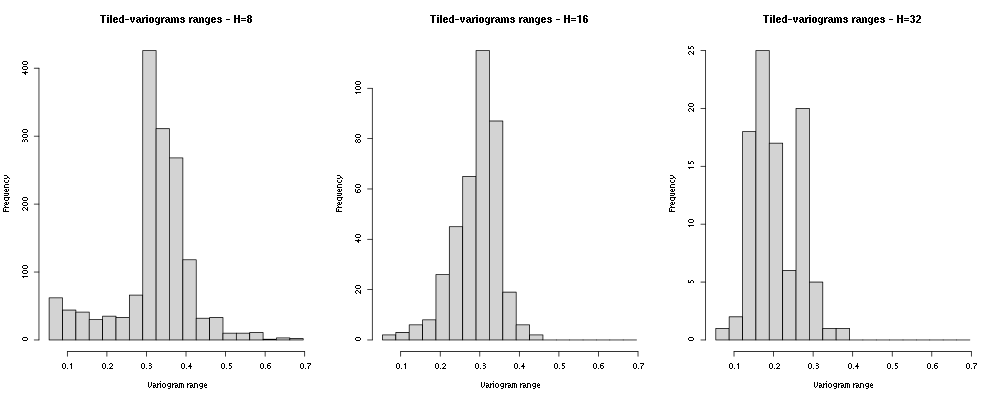 Tiled-variograms ranges - H=8
Frequency
0
100
200
300
400
0.1 0.2 0.3 0.4 0.5 0.6 0.7
Variogram range
Tiled-variograms ranges - H=16
Frequency
0
20
40
60
80
100
0.1 0.2 0.3 0.4 0.5 0.6 0.7
Variogram range
Tiled-variograms ranges - H=32
Frequency
0
5
10
15
20
25
0.1 0.2 0.3 0.4 0.5 0.6 0.7
Variogram range